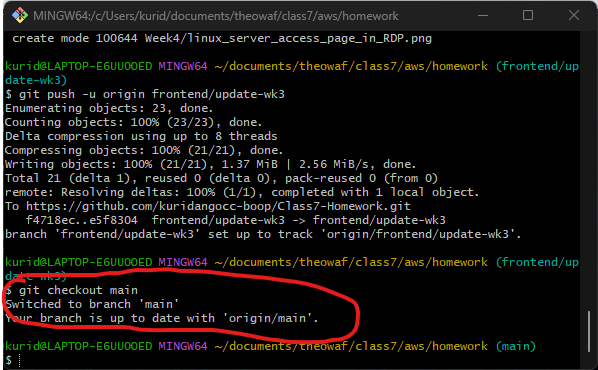 MINGW64:/c/Users/kurid/documents/theowaf/class7/aws/homework
create mode 100644 Week4/linux_server_access_page_in_RDP.png
kurid@LAPTOP-E6UUOOED MINGW64 ~/documents/theowaf/class7/aws/homework (frontend/up
date-wk3)
$ git push -u origin frontend/update-wk3
Enumerating objects: 23, done.
Counting objects: 100% (23/23), done.
Delta compression using up to 8 threads
Compressing objects: 100% (21/21), done.
Writing objects: 100% (21/21), 1.37 MiB | 2.56 MiB/s, done.
Total 21 (delta 1), reused 0 (delta 0), pack-reused 0 (from 0)
remote: Resolving deltas: 100% (1/1), completed with 1 local object.
To https://github.com/kuridangocc-boop/Class7-Homework.git
f4718ec..e5f8304 frontend/update-wk3 -> frontend/update-wk3
branch 'frontend/update-wk3' set up to track 'origin/frontend/update-wk3'.
kurid@LAPTOP-E6UUOOED MINGW64 ~/documents/theowaf/class7/aws/homework (frontend/up
date-wk3)
$ git checkout main
Switched to branch 'main'
Your branch is up to date with 'origin/main'.
kurid@LAPTOP-E6UUOOED MINGW64 ~/documents/theowaf/class7/aws/homework (main)
$